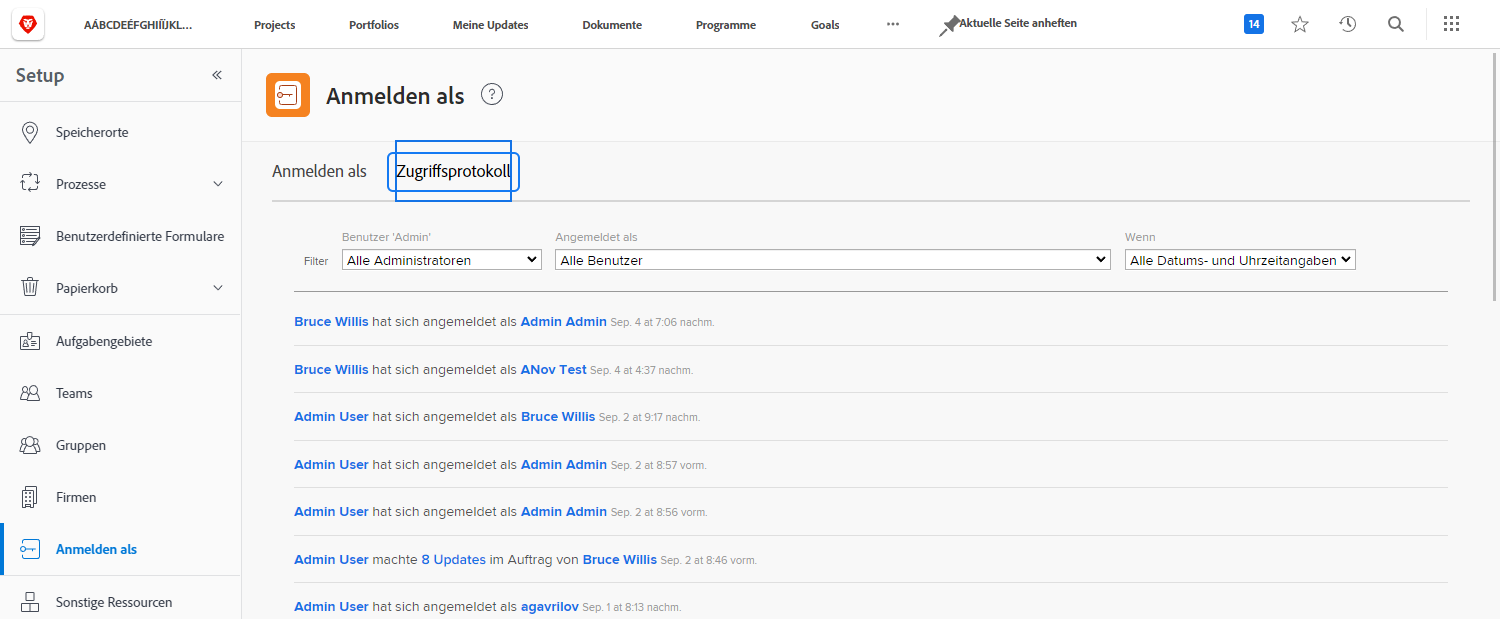 AÁBCDEÉFGHIÍÏJKL...
Projects
Portfolios
Meine Updates
Dokumente
Programme
Goals
Aktuelle Seite anheften
14
Setup
Speicherorte
Prozesse
Benutzerdefinierte Formulare
Papierkorb
Aufgabengebiete
Teams
Gruppen
Firmen
Anmelden als
Sonstige Ressourcen
Anmelden als
Anmelden als
Zugriffsprotokoll
Benutzer 'Admin'
Angemeldet als
Wenn
Filter
Alle Administratoren
Alle Benutzer
Alle Datums- und Uhrzeitangaben
Bruce Willis hat sich angemeldet als Admin Admin Sep. 4 at 7:06 nachm.
Bruce Willis hat sich angemeldet als ANov Test Sep. 4 at 4:37 nachm.
Admin User hat sich angemeldet als Bruce Willis Sep. 2 at 9:17 nachm.
Admin User hat sich angemeldet als Admin Admin Sep. 2 at 8:57 vorm.
Admin User hat sich angemeldet als Admin Admin Sep. 2 at 8:56 vorm.
Admin User machte 8 Updates im Auftrag von Bruce Willis Sep. 2 at 8:46 vorm.
Admin User hat sich angemeldet als agavrilov Sep. 1 at 8:13 nachm.